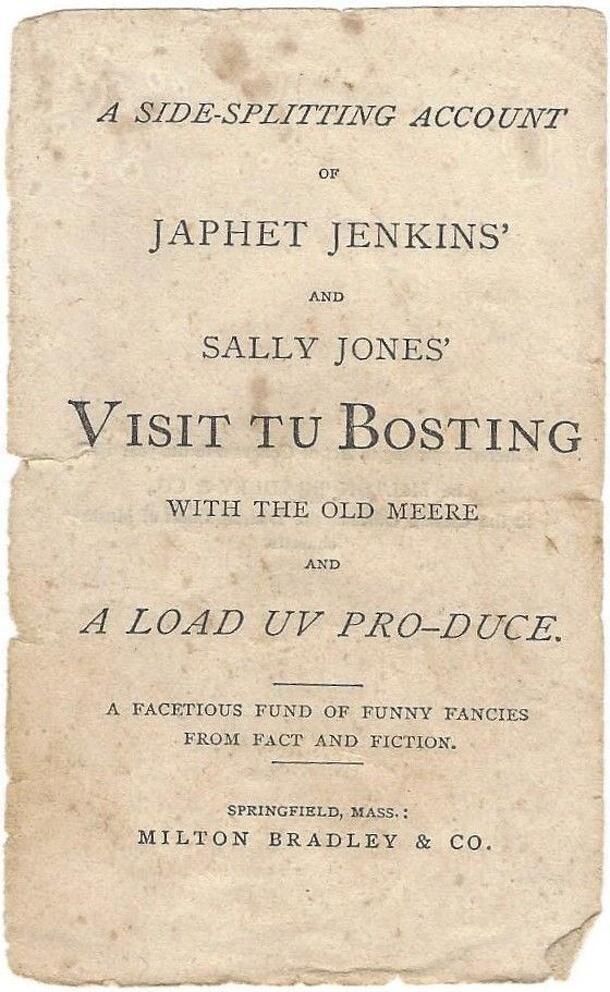 A SIDE-SPLITTING ACCOUNT
OF
JAPHET JENKINS'
AND
SALLY JONES'
VISIT TU BOSTING
WITH THE OLD MEERE
AND
A LOAD UV PRO-DUCE.
A FACETIOUS FUND OF FUNNY FANCIES
FROM FACT AND FICTION.
SPRINGFIELD, MASS.:
MILTON BRADLEY & CO.